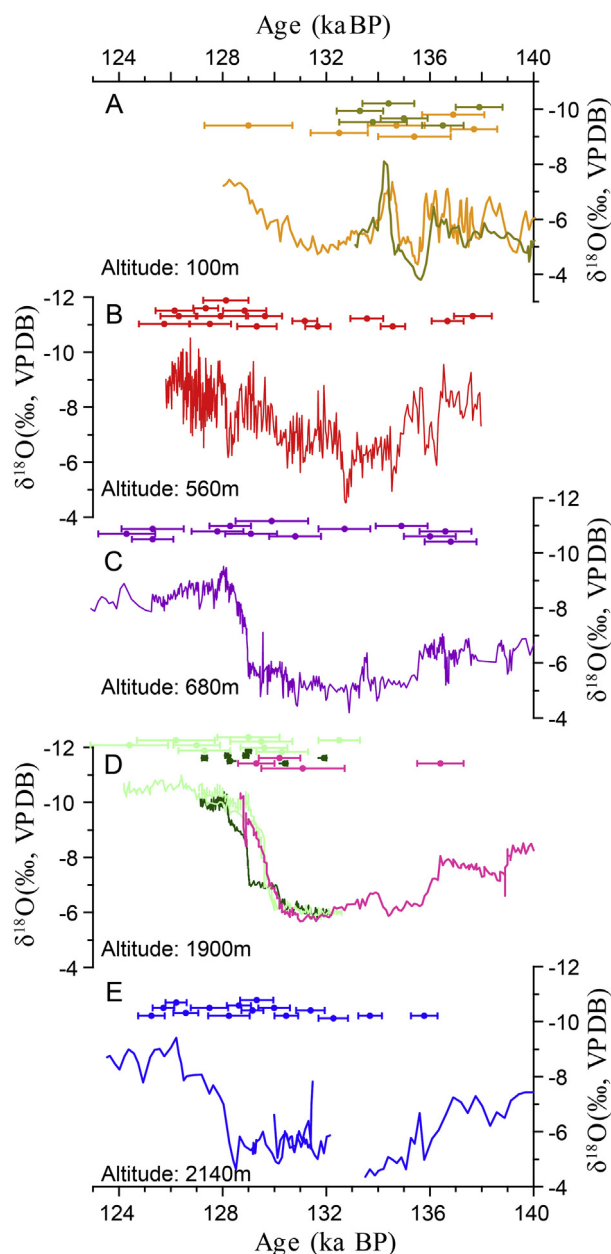 Age (kaBP)
124 128 132 136 140
A
-10
-8
-6
-4
δ¹⁸O(‰, VPDB)
Altitude: 100m
B
-12
-10
-8
-6
-4
δ¹⁸O(‰, VPDB)
Altitude: 560m
C
-12
-10
-8
-6
-4
δ¹⁸O(‰, VPDB)
Altitude: 680m
D
-12
-10
-8
-6
-4
δ¹⁸O(‰, VPDB)
Altitude: 1900m
E
-12
-10
-8
-6
-4
δ¹⁸O(‰, VPDB)
Altitude: 2140m
124 128 132 136 140
Age (ka BP)